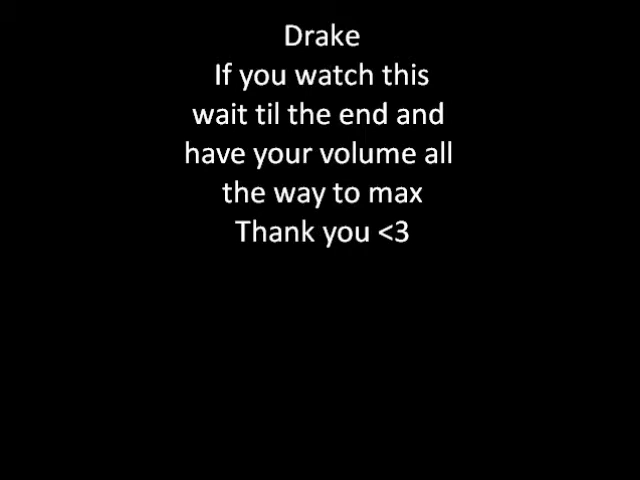 Drake
If you watch this
wait til the end and
have your volume all
the way to max
Thank you <3